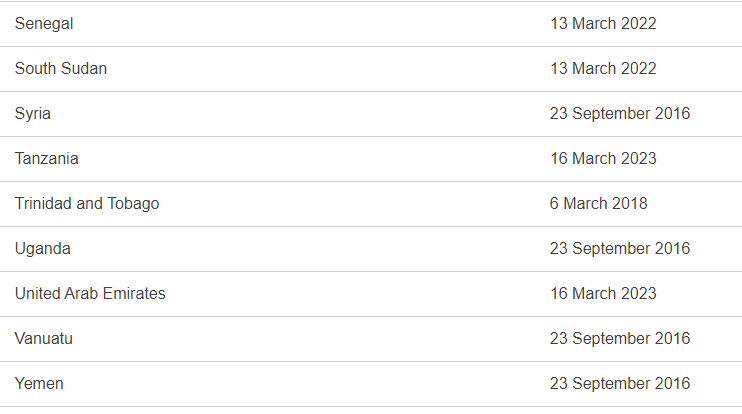 Senegal 13 March 2022
South Sudan 13 March 2022
Syria 23 September 2016
Tanzania 16 March 2023
Trinidad and Tobago 6 March 2018
Uganda 23 September 2016
United Arab Emirates 16 March 2023
Vanuatu 23 September 2016
Yemen 23 September 2016